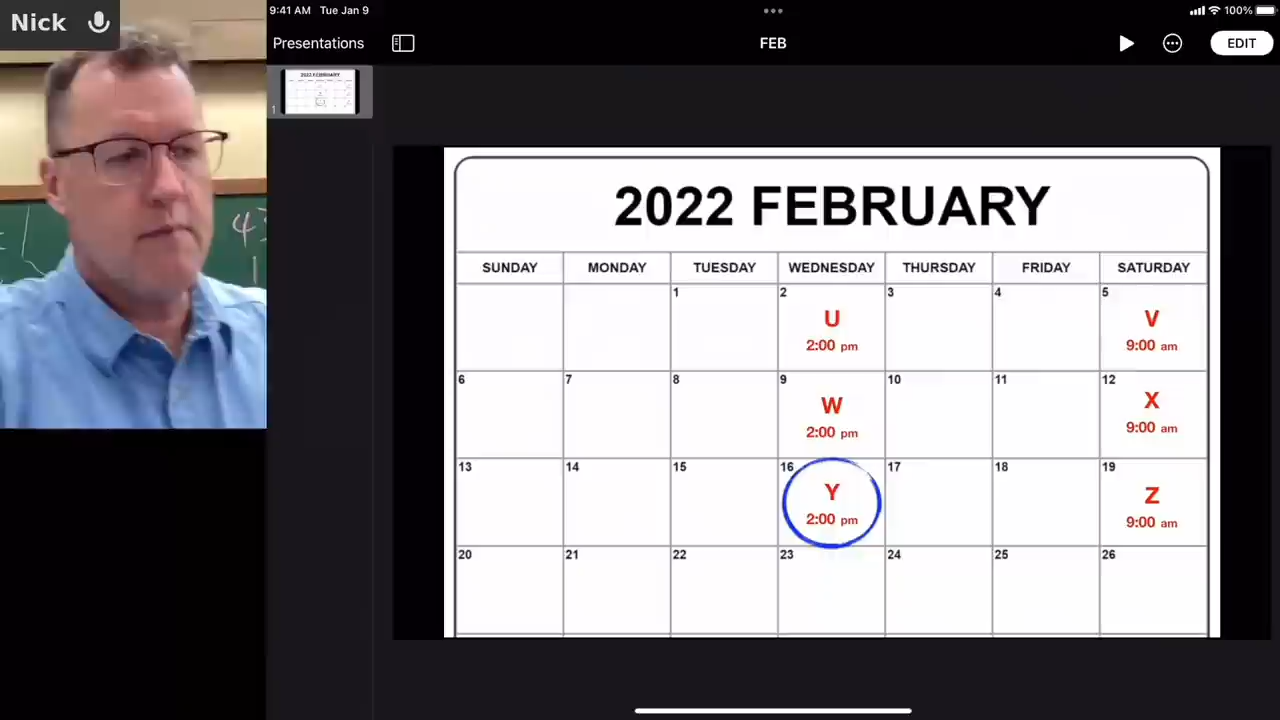 Nick
9:41 AM Tue Jan 9
100%
Presentations
FEB
EDIT
1
2022 FEBRUARY
2022 FEBRUARY
SUNDAY MONDAY TUESDAY WEDNESDAY THURSDAY FRIDAY SATURDAY
1 2 3 4 5
U V
2:00 pm 9:00 am
6 7 8 9 10 11 12
W X
2:00 pm 9:00 am
13 14 15 16 17 18 19
Y Z
2:00 pm 9:00 am
20 21 22 23 24 25 26